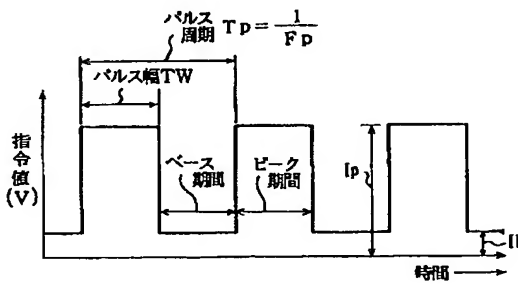 パルス周期 Tp=1/Fp
パルス幅TW
指令値(V)
ベース期間
ピーク期間
Ip
時間